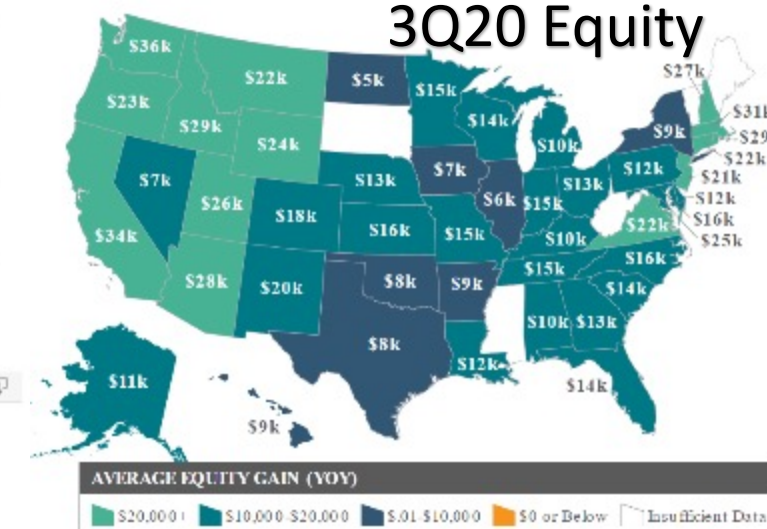 3Q20 Equity
$36k
$22k
$5k
$15k
$27k
$23k
$29k
$24k
$14k
$10k
$9k
$31k
$29
$22k
$7k
$26k
$13k
$7k
$6k
$15k
$13k
$12k
$21k
$12k
$16k
$25k
$34k
$18k
$16k
$15k
$10k
$22k
$28k
$20k
$8k
$9k
$15k
$16k
$14k
$8k
$10k
$13k
$12k
$14k
$11k
$9k
AVERAGE EQUITY GAIN (YOY)
$20,000+ $10,000-$20,000 $.01-$10,000 $0 or Below Insufficient Data